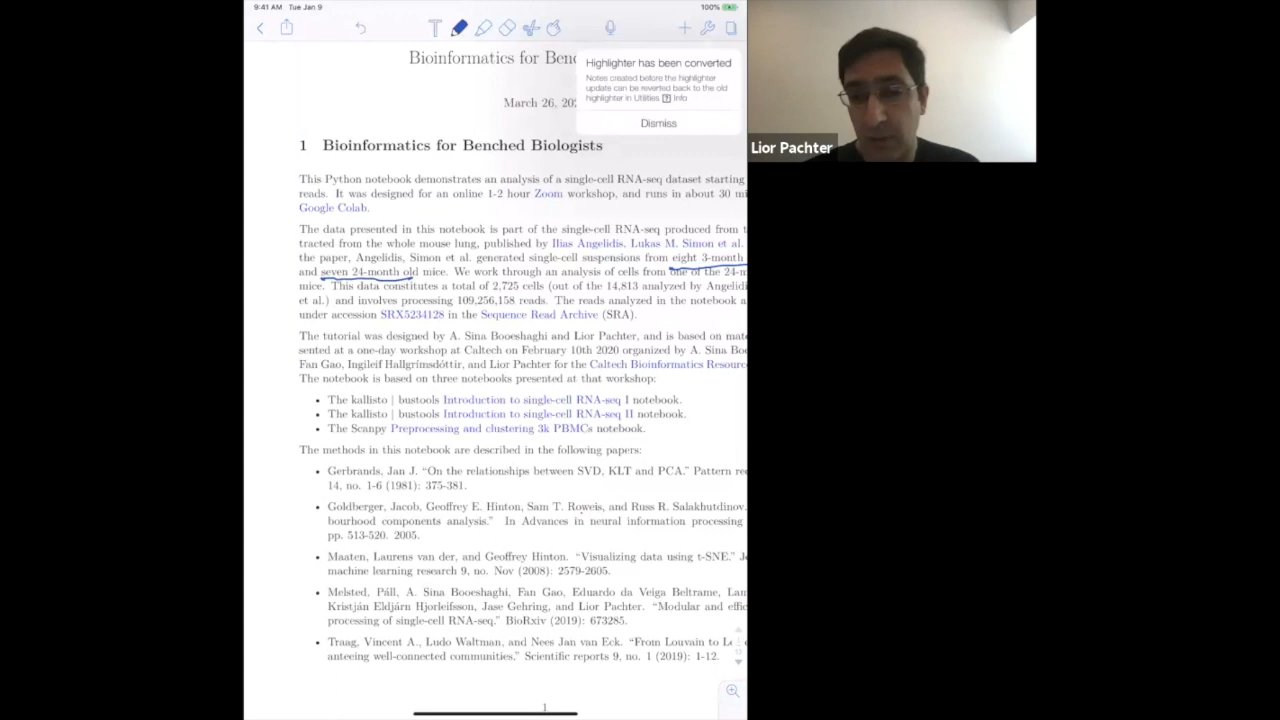 9:41 AM Tue Jan 9
100%
Bioinformatics for Ben
March 26, 20
Highlighter has been converted
Notes created before the highlighter
update can be reverted back to the old
highlighter in Utilities ? Info
Dismiss
1 Bioinformatics for Benched Biologists
This Python notebook demonstrates an analysis of a single-cell RNA-seq dataset starting
reads. It was designed for an online 1-2 hour Zoom workshop, and runs in about 30 mi
Google Colab.
The data presented in this notebook is part of the single-cell RNA-seq produced from t
tracted from the whole mouse lung, published by Ilias Angelidis, Lukas M. Simon et al.
the paper, Angelidis, Simon et al. generated single-cell suspensions from eight 3-month
and seven 24-month old mice. We work through an analysis of cells from one of the 24-m
mice. This data constitutes a total of 2,725 cells (out of the 14,813 analyzed by Angelidi
et al.) and involves processing 109,256,158 reads. The reads analyzed in the notebook a
under accession SRX5234128 in the Sequence Read Archive (SRA).
The tutorial was designed by A. Sina Booeshaghi and Lior Pachter, and is based on mat
sented at a one-day workshop at Caltech on February 10th 2020 organized by A. Sina Boo
Fan Gao, Ingileif Hallgrímsdóttir, and Lior Pachter for the Caltech Bioinformatics Resourc
The notebook is based on three notebooks presented at that workshop:
• The kallisto | bustools Introduction to single-cell RNA-seq I notebook.
• The kallisto | bustools Introduction to single-cell RNA-seq II notebook.
• The Scanpy Preprocessing and clustering 3k PBMCs notebook.
The methods in this notebook are described in the following papers:
• Gerbrands, Jan J. “On the relationships between SVD, KLT and PCA.” Pattern rec
14, no. 1-6 (1981): 375-381.
• Goldberger, Jacob, Geoffrey E. Hinton, Sam T. Roweis, and Russ R. Salakhutdinov.
bourhood components analysis.” In Advances in neural information processing
pp. 513-520. 2005.
• Maaten, Laurens van der, and Geoffrey Hinton. “Visualizing data using t-SNE.” J
machine learning research 9, no. Nov (2008): 2579-2605.
• Melsted, Páll, A. Sina Booeshaghi, Fan Gao, Eduardo da Veiga Beltrame, Lam
Kristján Eldjárn Hjorleifsson, Jase Gehring, and Lior Pachter. “Modular and effic
processing of single-cell RNA-seq.” BioRxiv (2019): 673285.
• Traag, Vincent A., Ludo Waltman, and Nees Jan van Eck. “From Louvain to Le
anteeing well-connected communities.” Scientific reports 9, no. 1 (2019): 1-12.
1
Lior Pachter